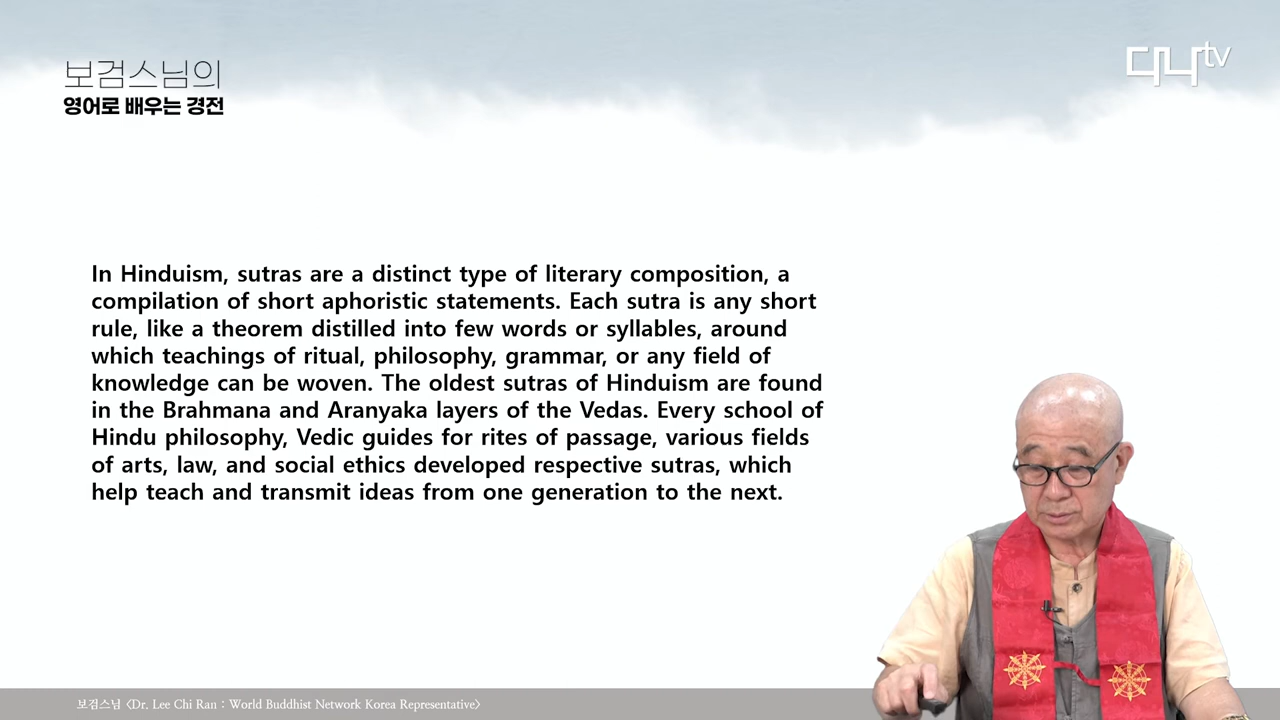 보검스님의
영어로 배우는 경전
다나tv
In Hinduism, sutras are a distinct type of literary composition, a
compilation of short aphoristic statements. Each sutra is any short
rule, like a theorem distilled into few words or syllables, around
which teachings of ritual, philosophy, grammar, or any field of
knowledge can be woven. The oldest sutras of Hinduism are found
in the Brahmana and Aranyaka layers of the Vedas. Every school of
Hindu philosophy, Vedic guides for rites of passage, various fields
of arts, law, and social ethics developed respective sutras, which
help teach and transmit ideas from one generation to the next.
보검스님 <Dr. Lee Chi Ran : World Buddhist Network Korea Representative>